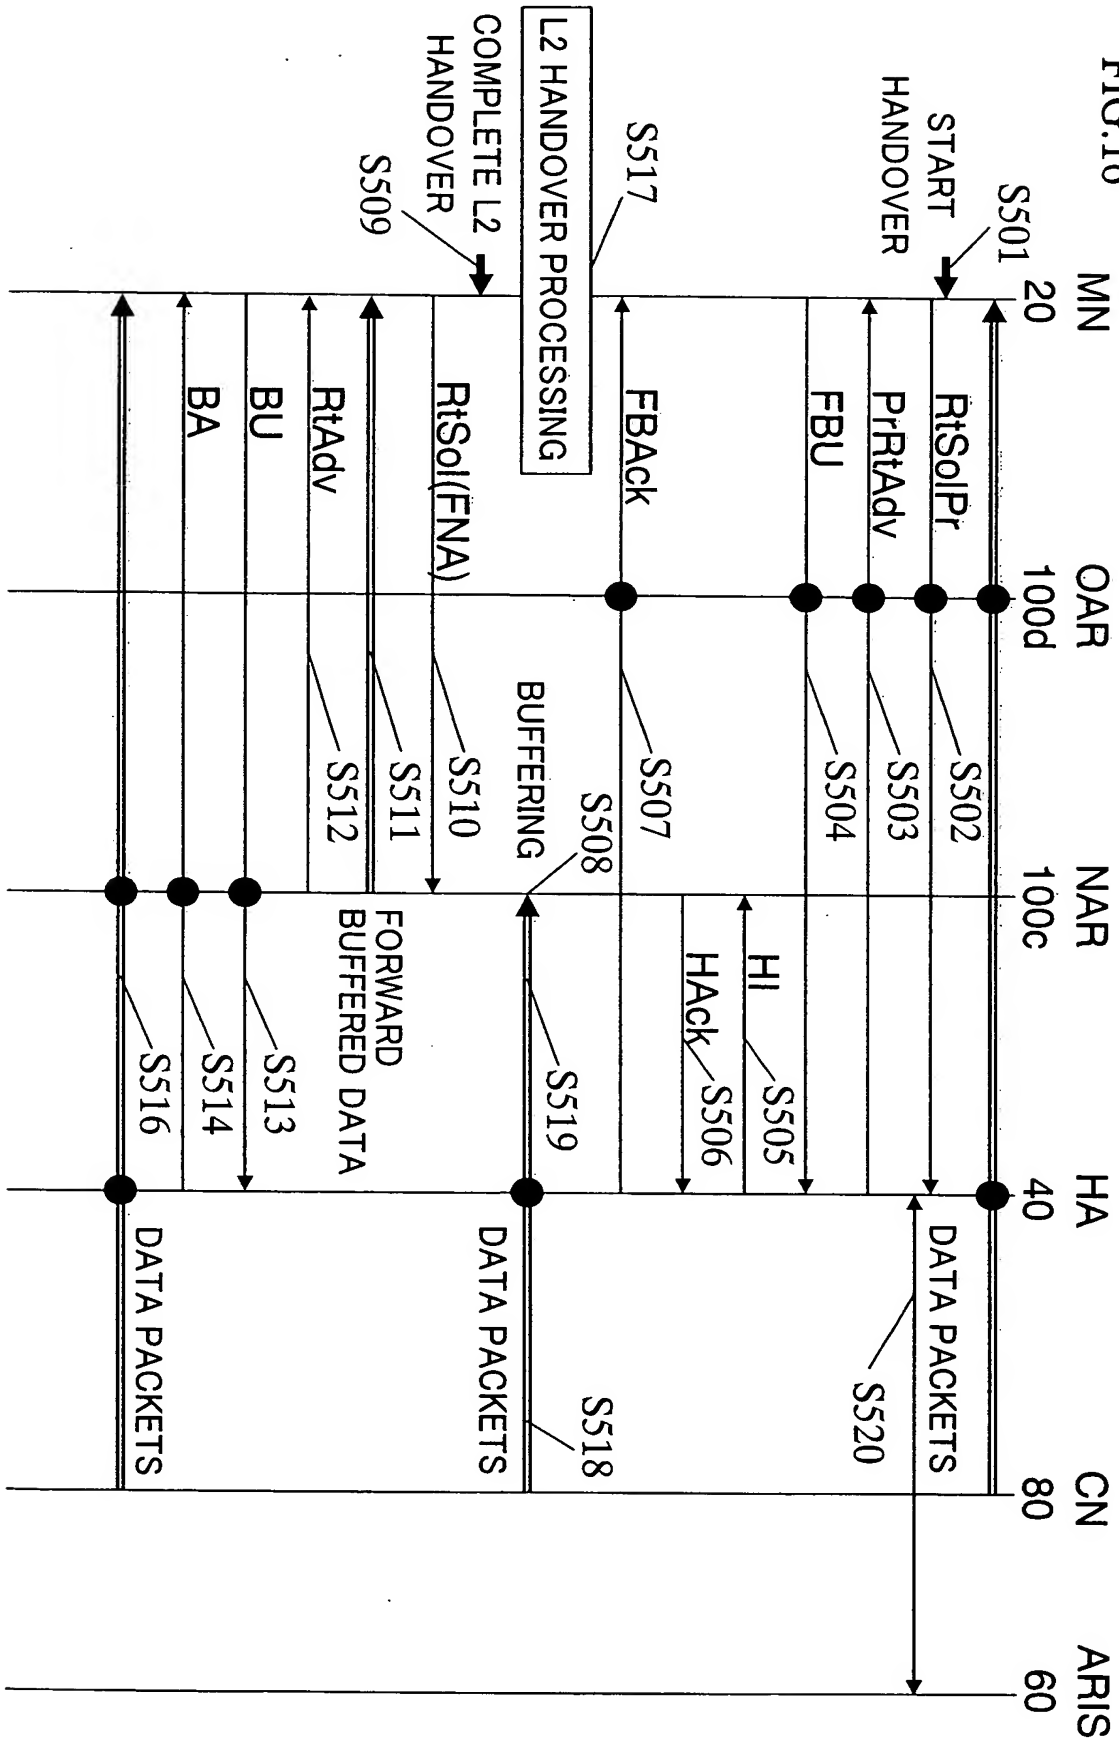 FIG.16
MN
20
OAR
100d
NAR
100c
HA
40
CN
80
ARIS
60
S501
START
HANDOVER
DATA PACKETS
RtSolPr
S502
S520
PrRtAdv
S503
FBU
S504
HI
S505
HAck
S506
FBAck
S507
S517
L2 HANDOVER PROCESSING
BUFFERING
S508
S519
S518
DATA PACKETS
COMPLETE L2
HANDOVER
S509
RtSol(FNA)
S510
FORWARD
BUFFERED DATA
S511
RtAdv
S512
BU
S513
BA
S514
S516
DATA PACKETS